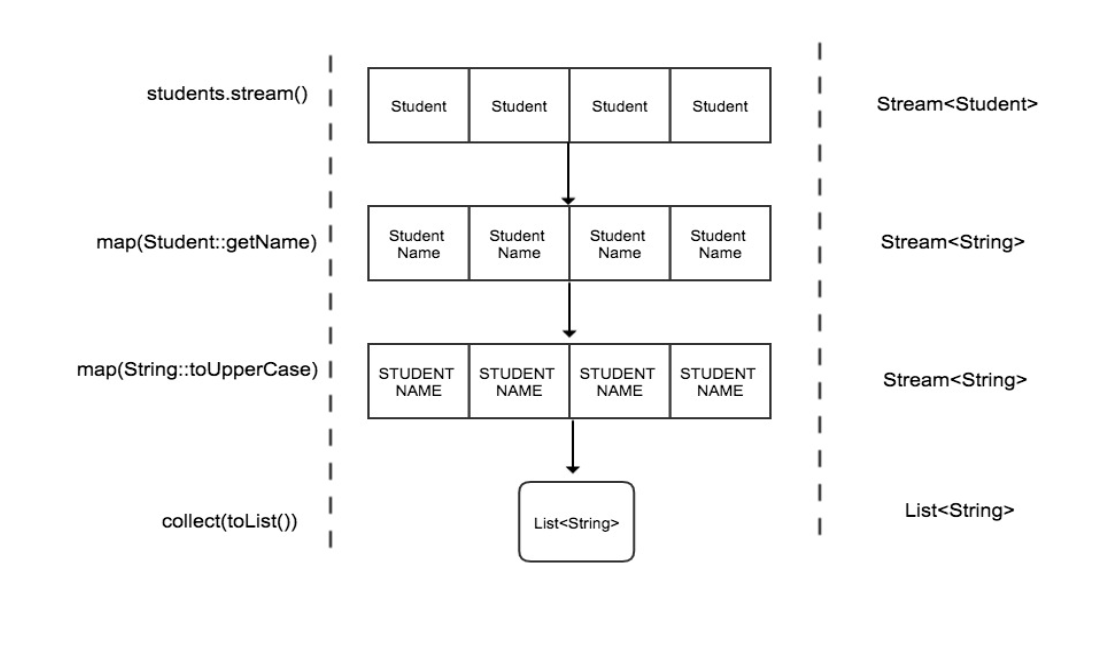 students.stream()
Student Student Student Student
Stream<Student>
map(Student::getName)
Student Name
Student Name
Student Name
Student Name
Stream<String>
map(String::toUpperCase)
STUDENT NAME
STUDENT NAME
STUDENT NAME
STUDENT NAME
Stream<String>
collect(toList())
List<String>
List<String>